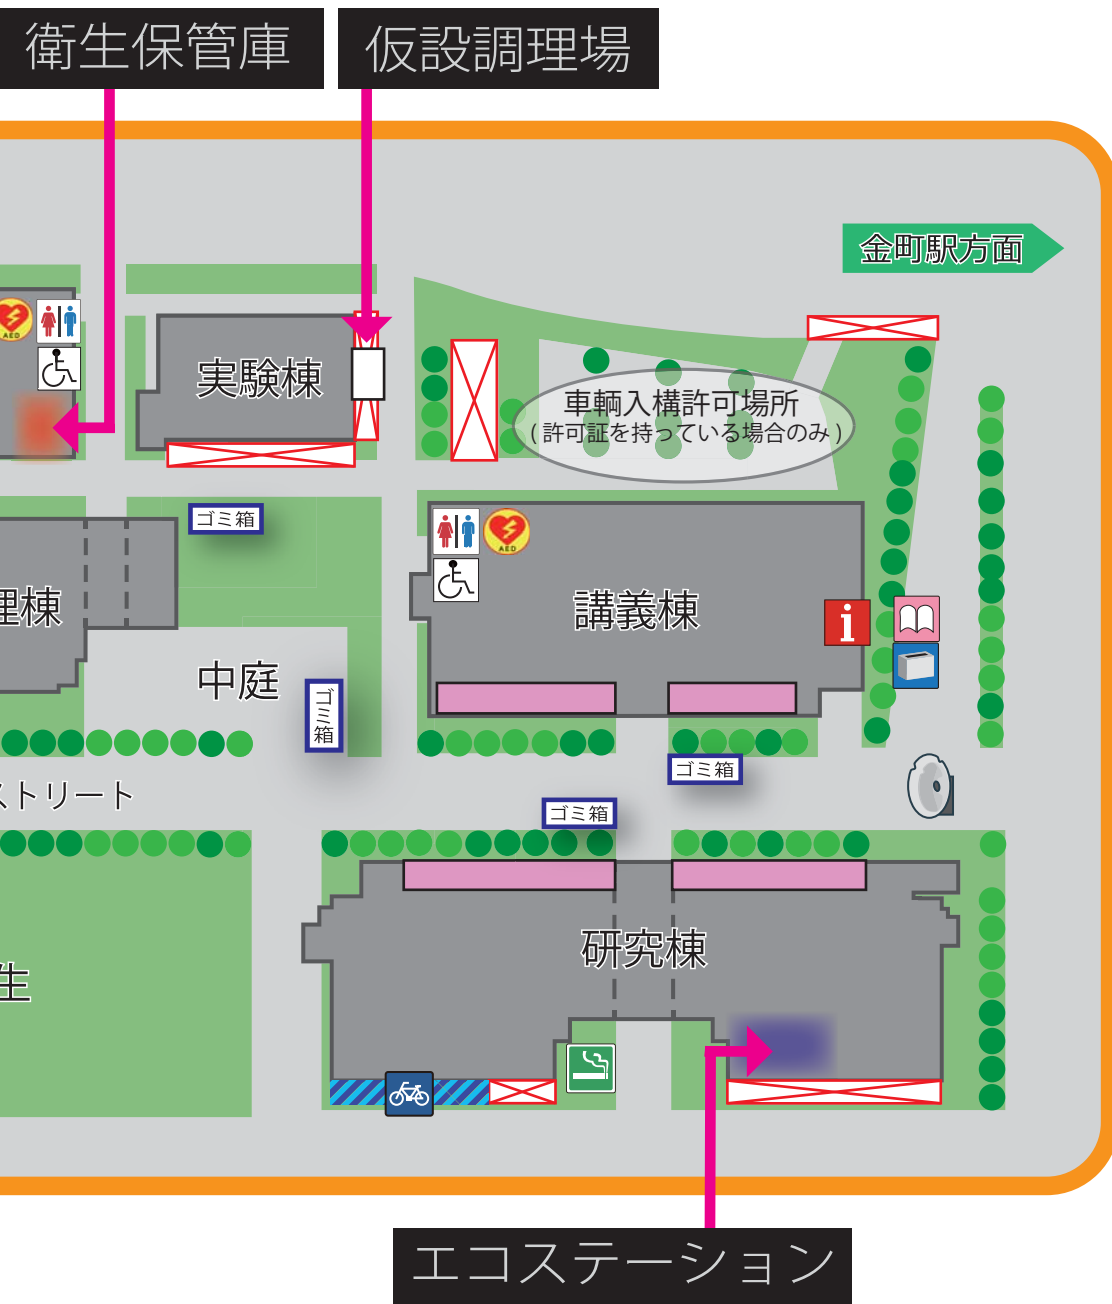 衛生保管庫
仮設調理場
金町駅方面
AED
実験棟
車輌入構許可場所
(許可証を持っている場合のみ)
ゴミ箱
AED
理棟
講義棟
i
中庭
ゴミ箱
ゴミ箱
ストリート
ゴミ箱
研究棟
生
エコステーション